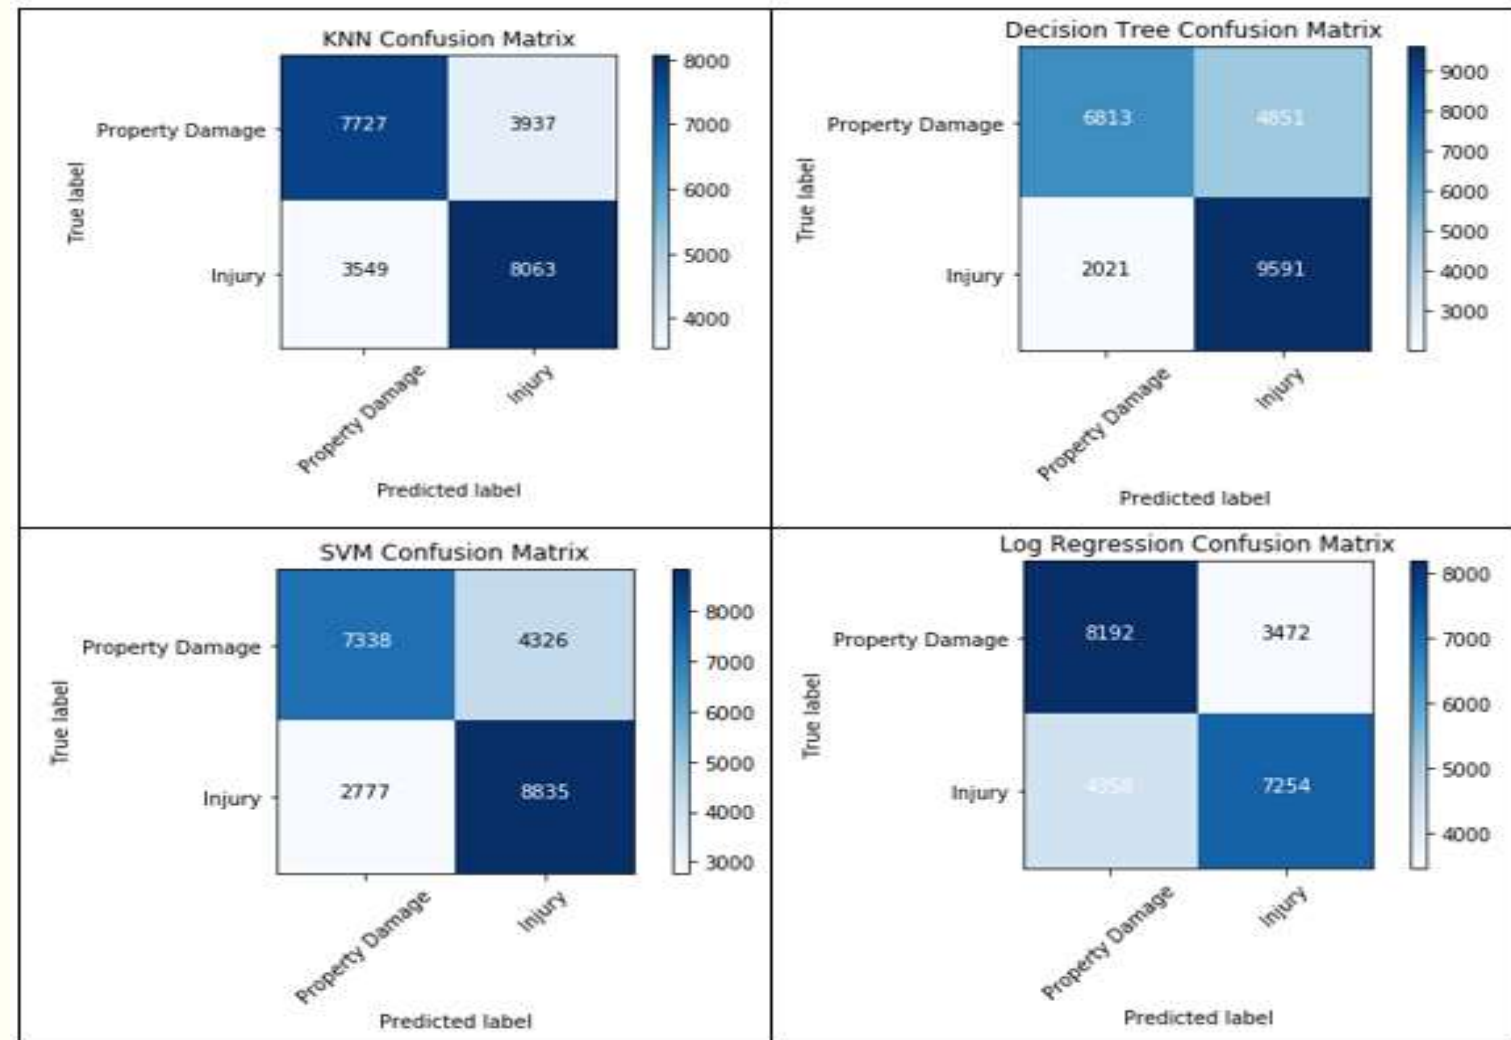 KNN Confusion Matrix
8000
7000
6000
5000
4000
True label
Property Damage
7727
3937
Injury
3549
8063
Property Damage
Injury
Predicted label
Decision Tree Confusion Matrix
9000
8000
7000
6000
5000
4000
3000
True label
Property Damage
6813
4851
Injury
2021
9591
Property Damage
Injury
Predicted label
SVM Confusion Matrix
8000
7000
6000
5000
4000
3000
True label
Property Damage
7338
4326
Injury
2777
8835
Property Damage
Injury
Predicted label
Log Regression Confusion Matrix
8000
7000
6000
5000
4000
True label
Property Damage
8192
3472
Injury
4358
7254
Property Damage
Injury
Predicted label